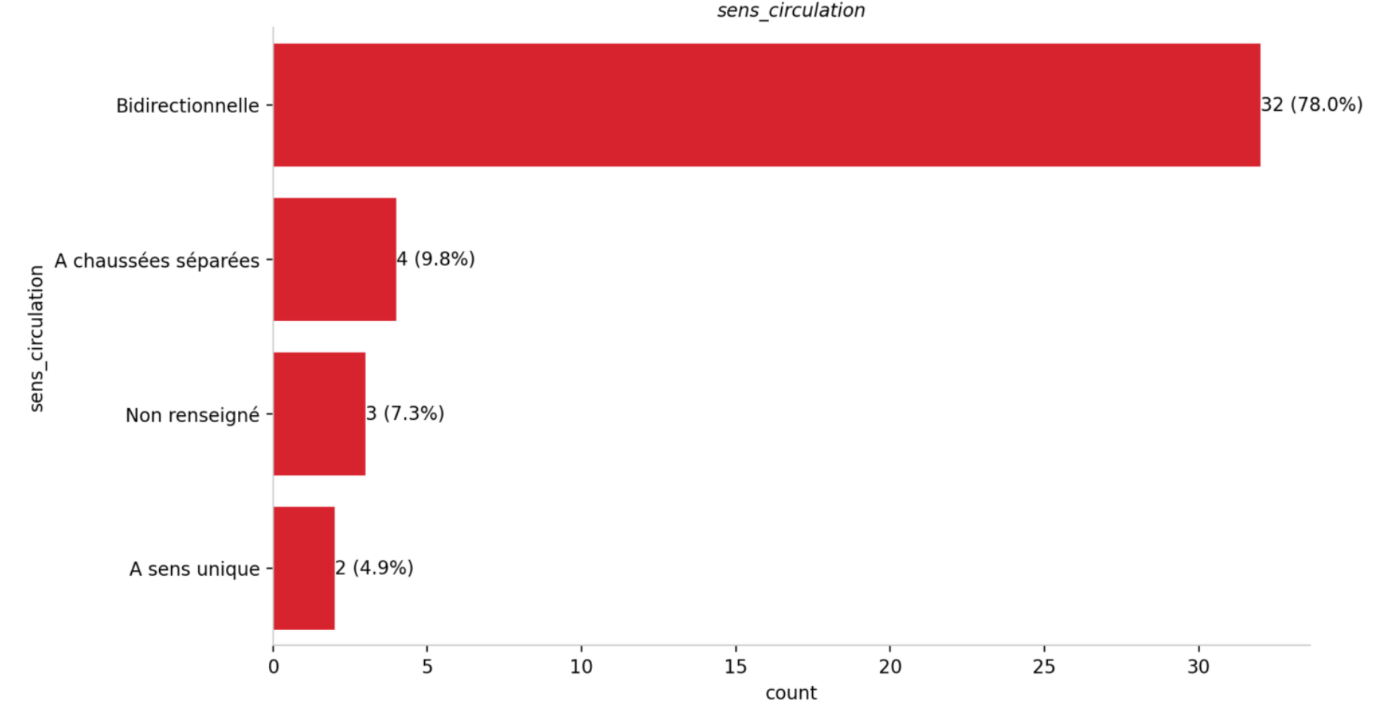 sens_circulation
Bidirectionnelle
32 (78.0%)
A chaussées séparées
4 (9.8%)
sens_circulation
Non renseigné
3 (7.3%)
A sens unique
2 (4.9%)
0 5 10 15 20 25 30
count